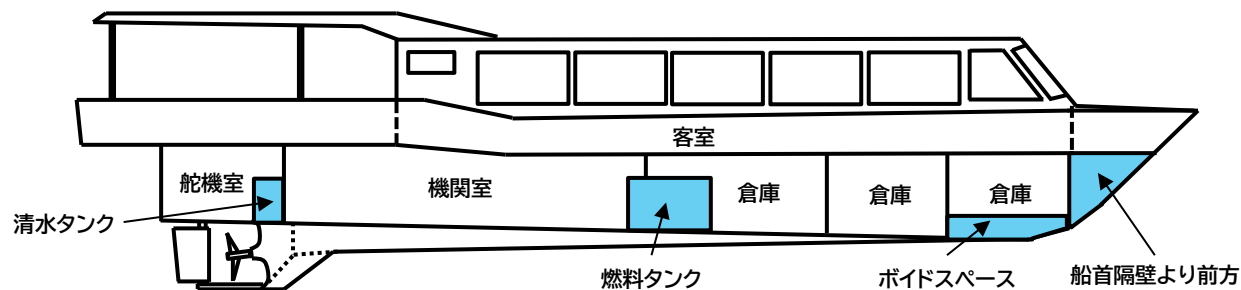 客室
舵機室
機関室
倉庫
倉庫
倉庫
清水タンク
燃料タンク
ボイドスペース
船首隔壁より前方